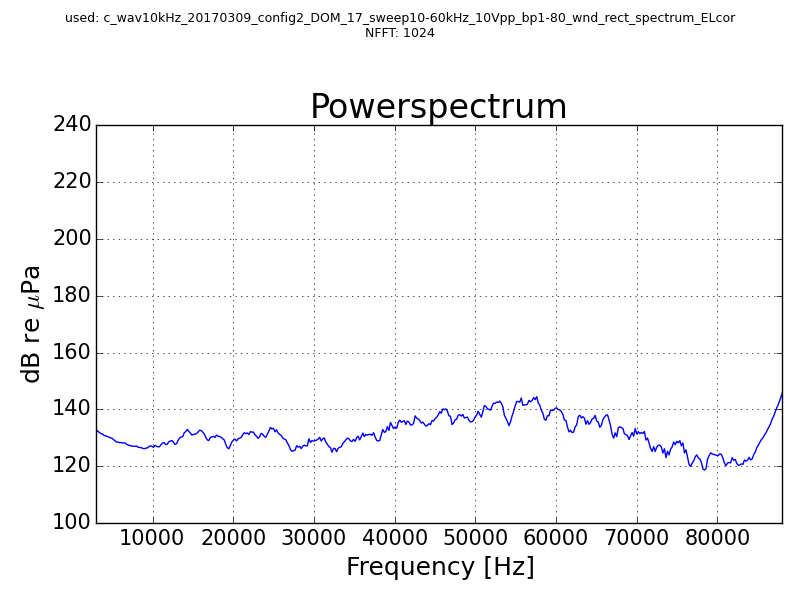 used: c_wav10kHz_20170309_config2_DOM_17_sweep10-60kHz_10Vpp_bp1-80_wnd_rect_spectrum_ELcor
NFFT: 1024
Powerspectrum
240
220
200
180
160
140
120
100
dB re μPa
10000 20000 30000 40000 50000 60000 70000 80000
Frequency [Hz]